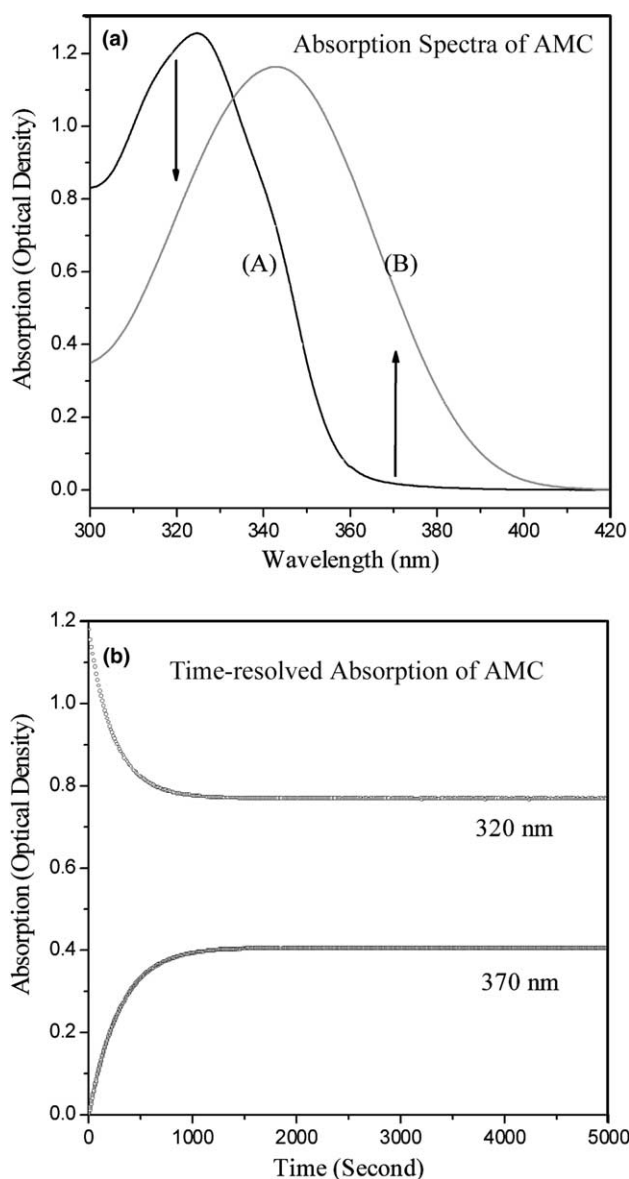 (a)
Absorption Spectra of AMC
1.2
1.0
0.8
0.6
0.4
0.2
0.0
Absorption (Optical Density)
(A)
(B)
300 320 340 360 380 400 420
Wavelength (nm)
(b)
Time-resolved Absorption of AMC
1.2
1.0
0.8
0.6
0.4
0.2
0.0
Absorption (Optical Density)
320 nm
370 nm
0 1000 2000 3000 4000 5000
Time (Second)